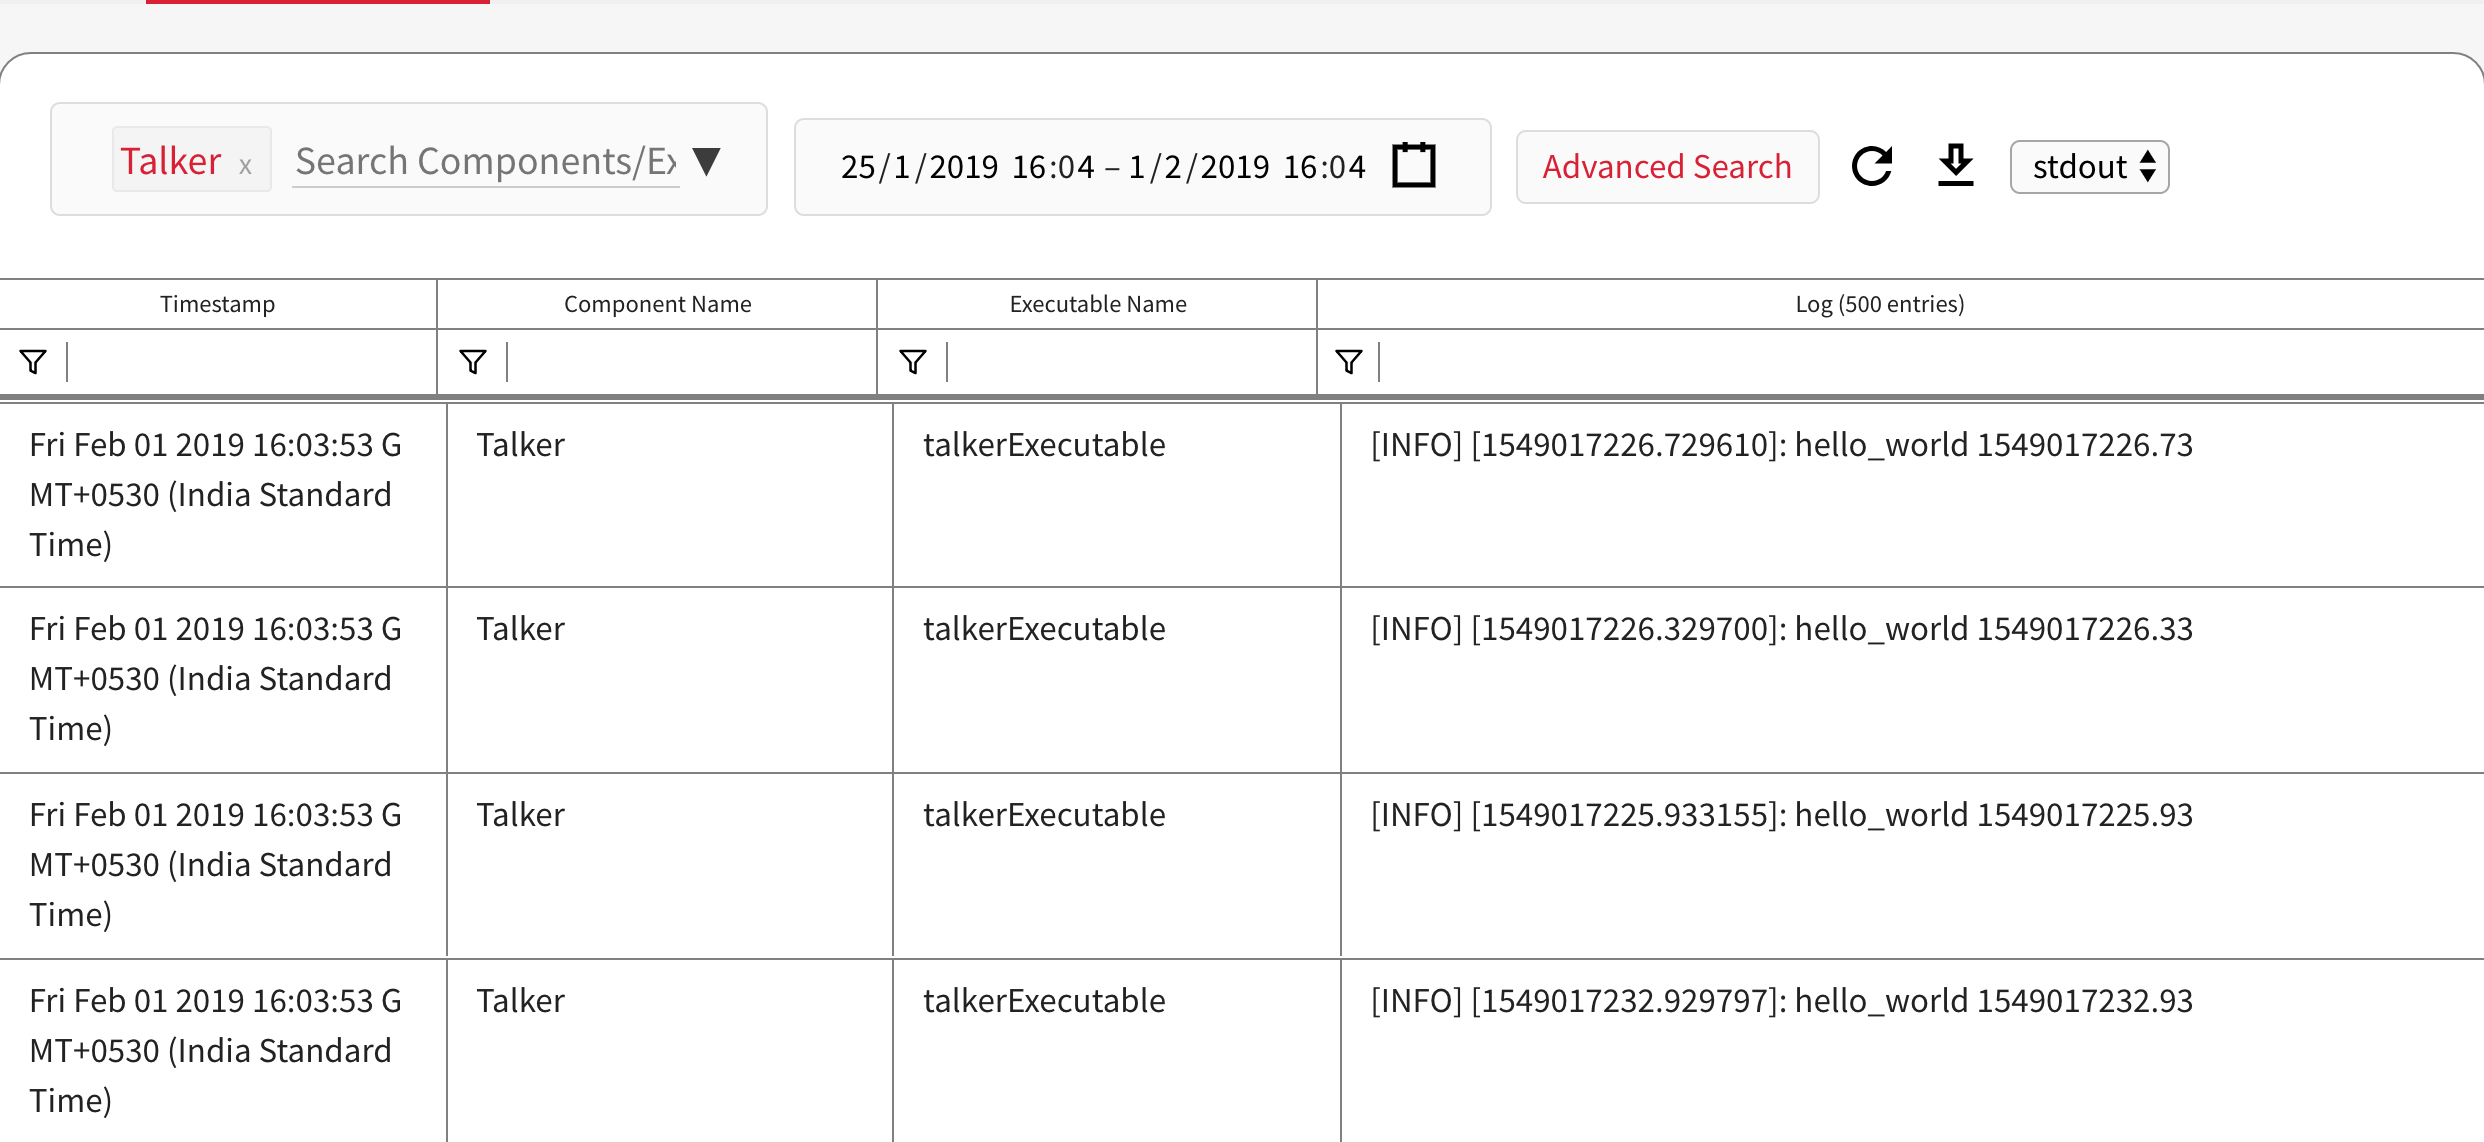 Talker x Search Components/Ex ▼ 25/1/2019 16:04 – 1/2/2019 16:04 Advanced Search stdout
Timestamp Component Name Executable Name Log (500 entries)
Fri Feb 01 2019 16:03:53 G Talker talkerExecutable [INFO] [1549017226.729610]: hello_world 1549017226.73
MT+0530 (India Standard
Time)
Fri Feb 01 2019 16:03:53 G Talker talkerExecutable [INFO] [1549017226.329700]: hello_world 1549017226.33
MT+0530 (India Standard
Time)
Fri Feb 01 2019 16:03:53 G Talker talkerExecutable [INFO] [1549017225.933155]: hello_world 1549017225.93
MT+0530 (India Standard
Time)
Fri Feb 01 2019 16:03:53 G Talker talkerExecutable [INFO] [1549017232.929797]: hello_world 1549017232.93
MT+0530 (India Standard
Time)